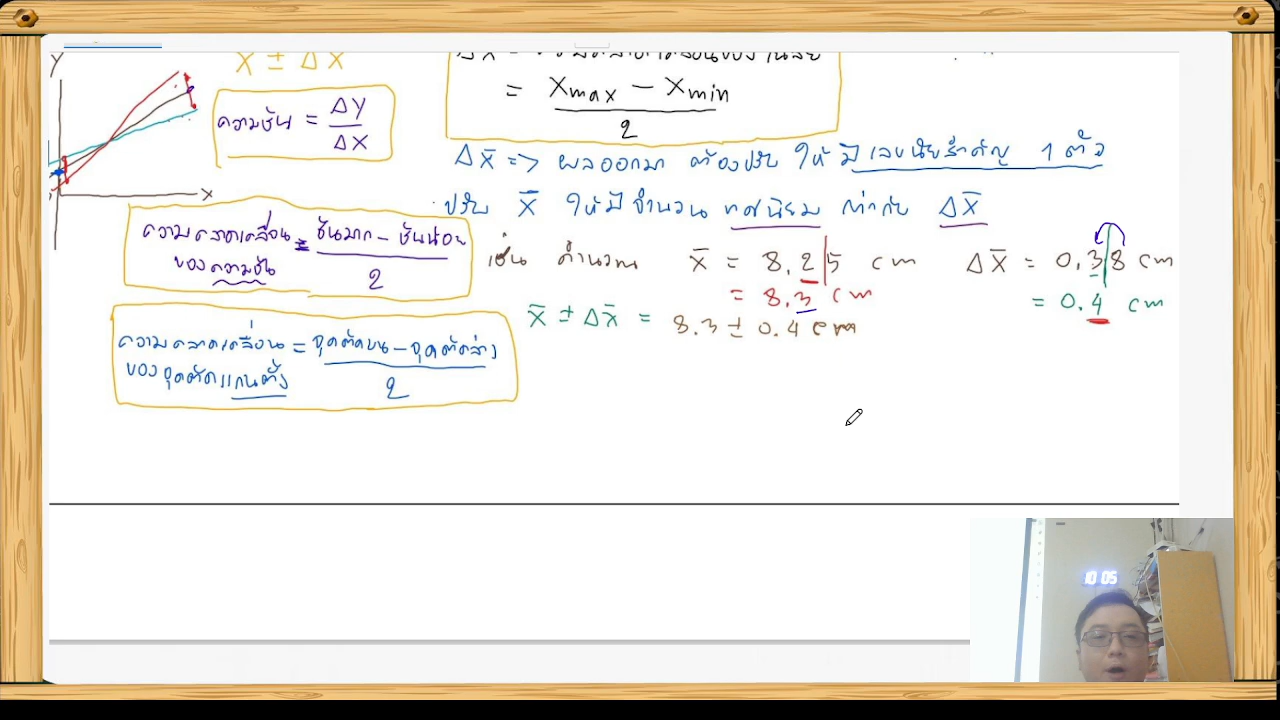 Y
X ± ΔX
= Xmax - Xmin
2
ความชัน = ΔY
ΔX
ΔX̄ => ผลออกมา ต้องปรับ ให้ มี เลขนัยสำคัญ 1 ตัว
X
ปรับ X̄ ให้มีจำนวน ทศนิยม เท่ากับ ΔX̄
ความคลาดเคลื่อน = ชันมาก - ชันน้อย
ของความชัน 2
เช่น คำนวณ X̄ = 8.25 cm ΔX̄ = 0.38 cm
= 8.3 cm = 0.4 cm
X̄ ± ΔX̄ = 8.3 ± 0.4 cm
ความคลาดเคลื่อน = จุดตัดบน - จุดตัดล่าง
ของจุดตัดแกนตั้ง 2
10 05